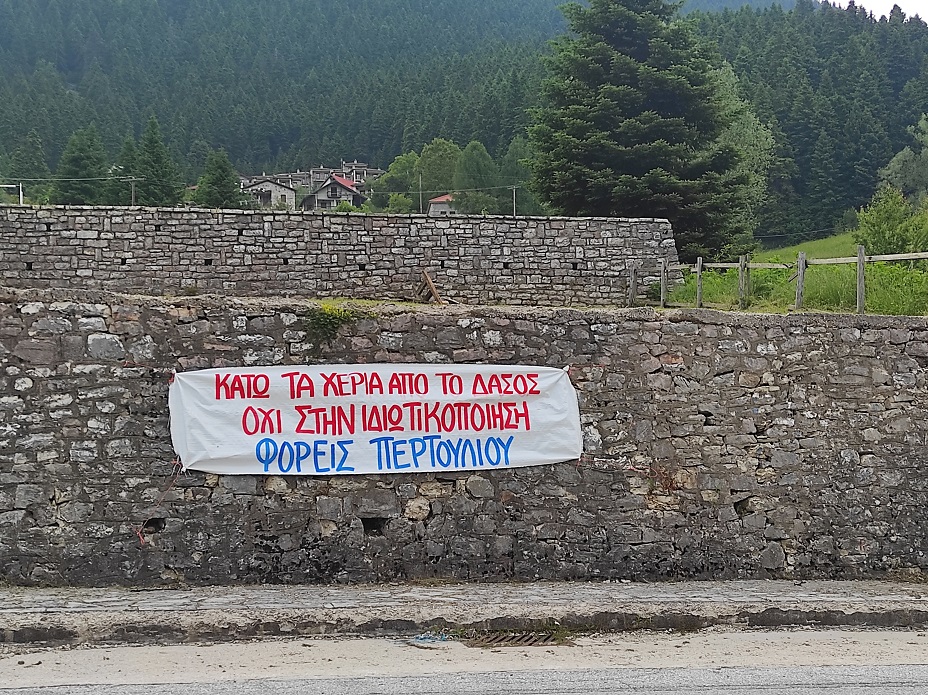 ΚΑΤΩ ΤΑ ΧΕΡΙΑ ΑΠΟ ΤΟ ΔΑΣΟΣ
ΟΧΙ ΣΤΗΝ ΙΔΙΩΤΙΚΟΠΟΙΗΣΗ
ΦΟΡΕΙΣ ΠΕΡΤΟΥΛΙΟΥ